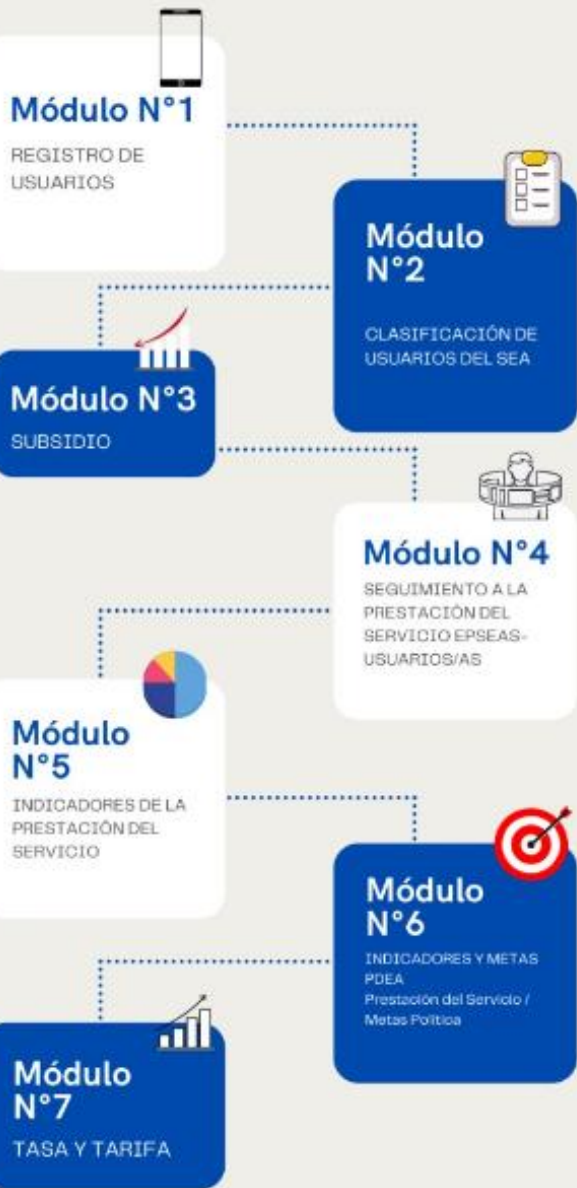 Módulo N°1
REGISTRO DE
USUARIOS
Módulo
N°2
CLASIFICACIÓN DE
USUARIOS DEL SEA
Módulo N°3
SUBSIDIO
Módulo N°4
SEGUIMIENTO A LA
PRESTACIÓN DEL
SERVICIO EPSEAS-
USUARIOS/AS
Módulo
N°5
INDICADORES DE LA
PRESTACIÓN DEL
SERVICIO
Módulo
N°6
INDICADORES Y METAS
PDEA
Prestación del Servicio /
Metas Política
Módulo
N°7
TASA Y TARIFA